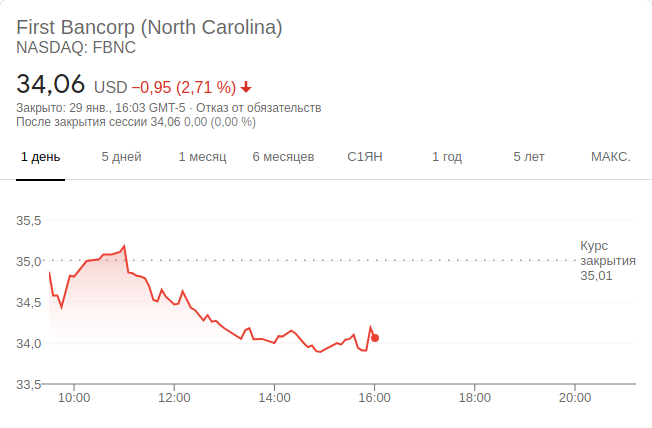 First Bancorp (North Carolina)
NASDAQ: FBNC
34,06 USD −0,95 (2,71 %)
Закрыто: 29 янв., 16:03 GMT-5 · Отказ от обязательств
После закрытия сессии 34,06 0,00 (0,00 %)
1 день 5 дней 1 месяц 6 месяцев С1ЯН 1 год 5 лет МАКС.
35,5
35,0
34,5
34,0
33,5
Курс
закрытия
35,01
10:00 12:00 14:00 16:00 18:00 20:00